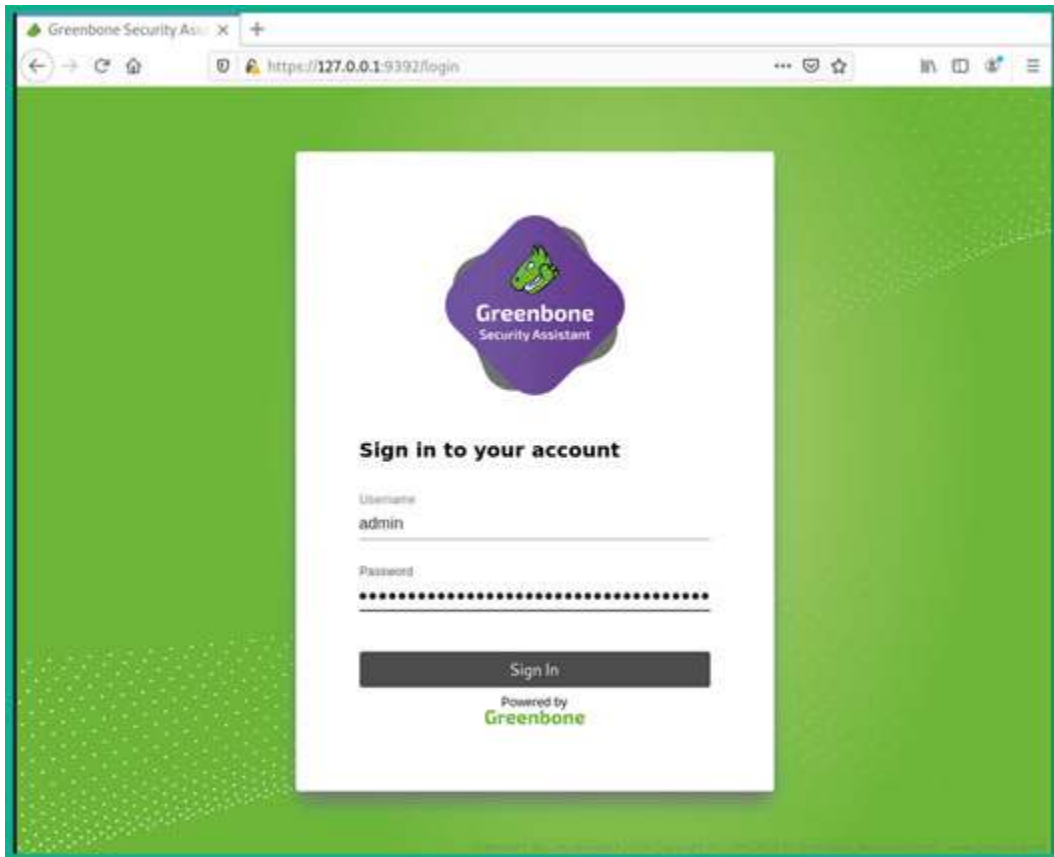 Greenbone Security Ass
https://127.0.0.1:9392/login
Greenbone
Security Assistant
Sign in to your account
Username
admin
Password
••••••••••••••••••••••••••••••••••••
Sign In
Powered by
Greenbone